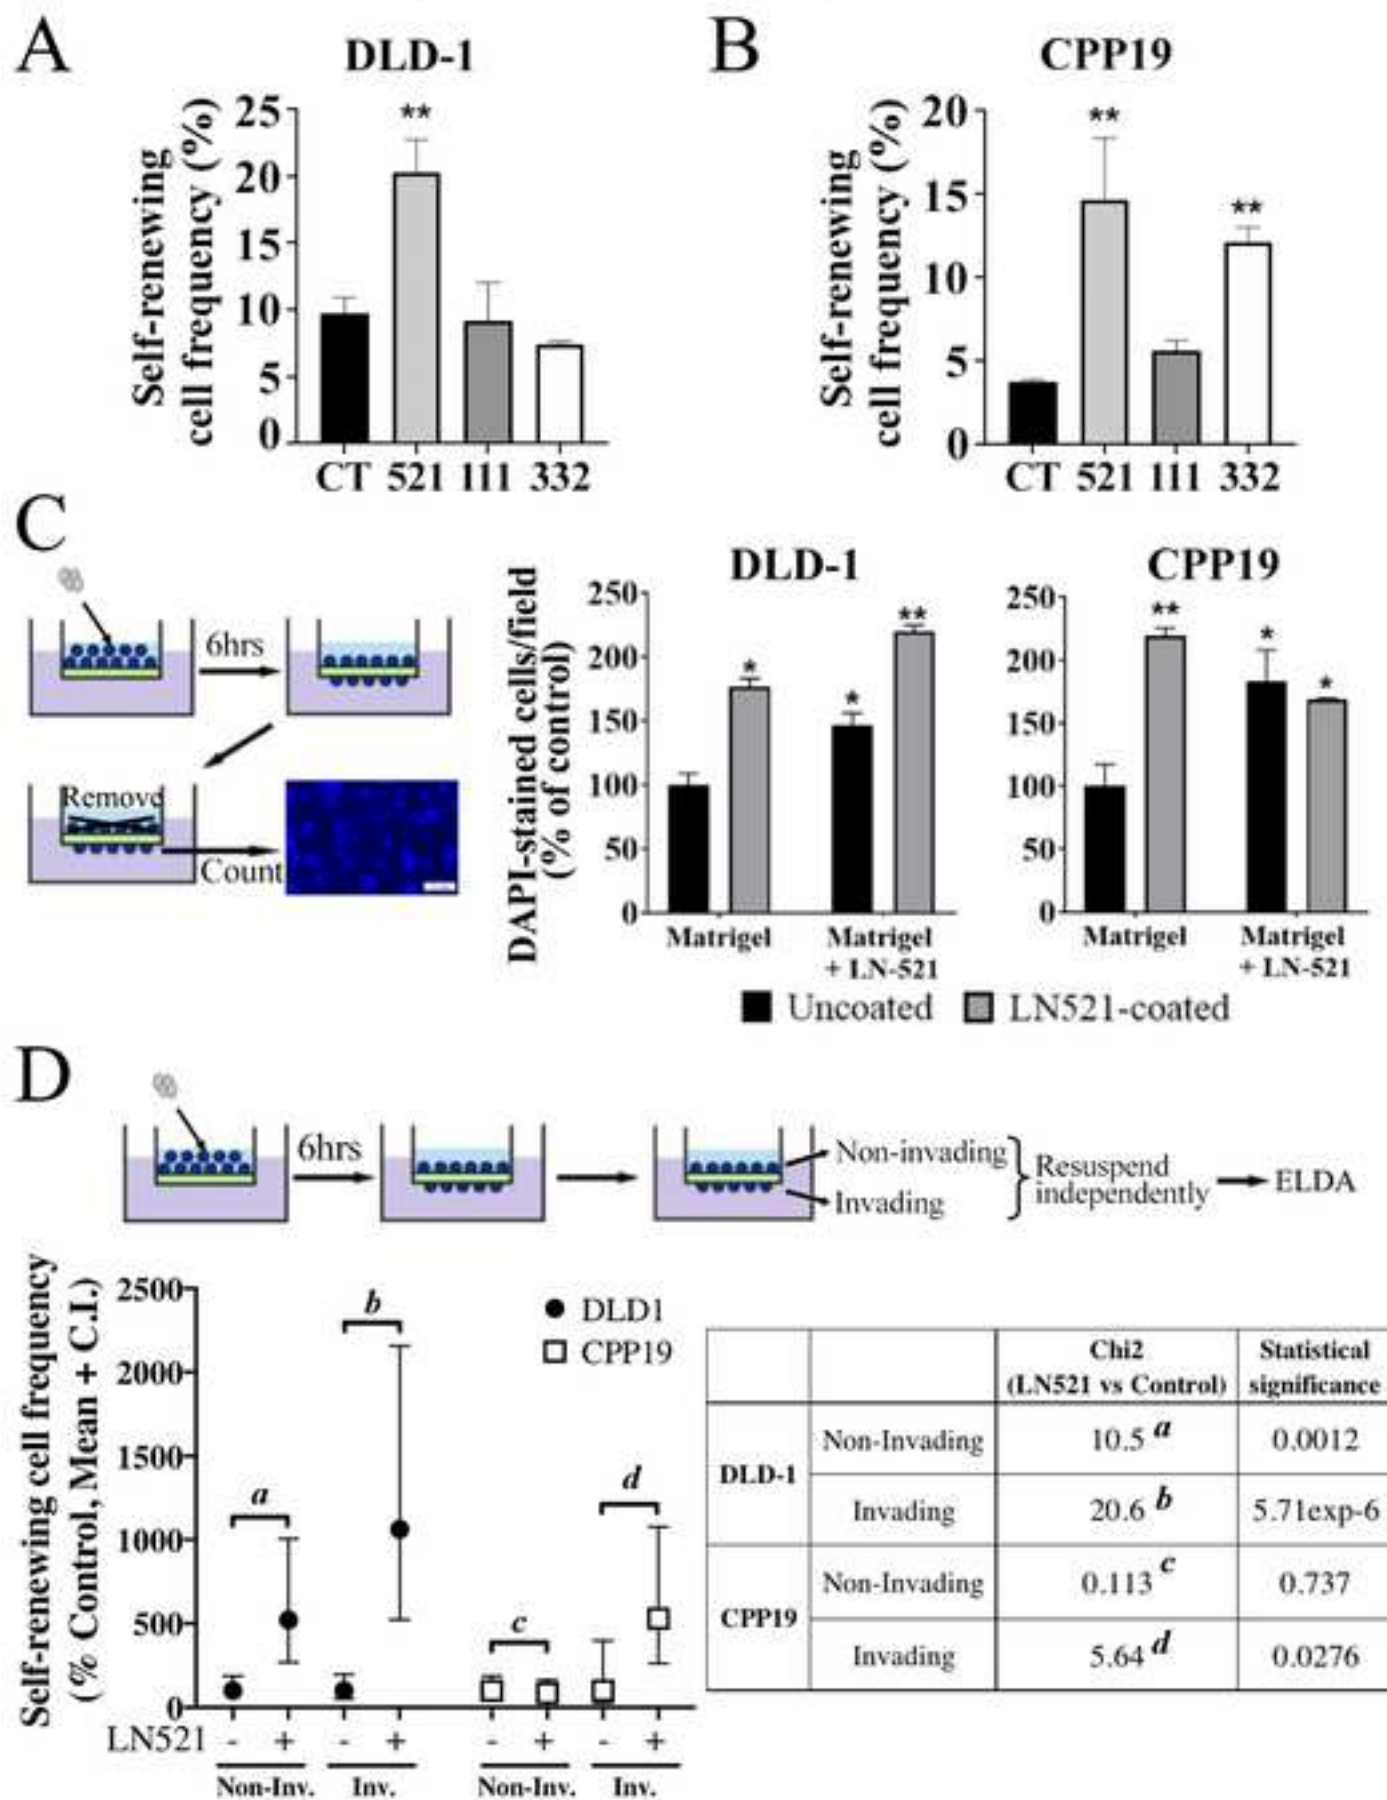 A
DLD-1
Self-renewing
cell frequency (%)
25
20
15
10
5
0
**
CT 521 111 332
B
CPP19
Self-renewing
cell frequency (%)
20
15
10
5
0
**
**
CT 521 111 332
C
6hrs
Remove
Count
DAPI-stained cells/field
(% of control)
DLD-1
250
200
150
100
50
0
*
*
**
Matrigel
Matrigel
+ LN-521
CPP19
250
200
150
100
50
0
**
*
*
Matrigel
Matrigel
+ LN-521
Uncoated
LN521-coated
D
6hrs
Non-invading
Invading
Resuspend
independently
ELDA
Self-renewing cell frequency
(% Control, Mean + C.I.)
2500
2000
1500
1000
500
0
a
b
c
d
DLD1
CPP19
LN521 - + - + - + - +
Non-Inv. Inv. Non-Inv. Inv.
Chi2 Statistical
(LN521 vs Control) significance
DLD-1
Non-Invading 10.5 a 0.0012
Invading 20.6 b 5.71exp-6
CPP19
Non-Invading 0.113 c 0.737
Invading 5.64 d 0.0276